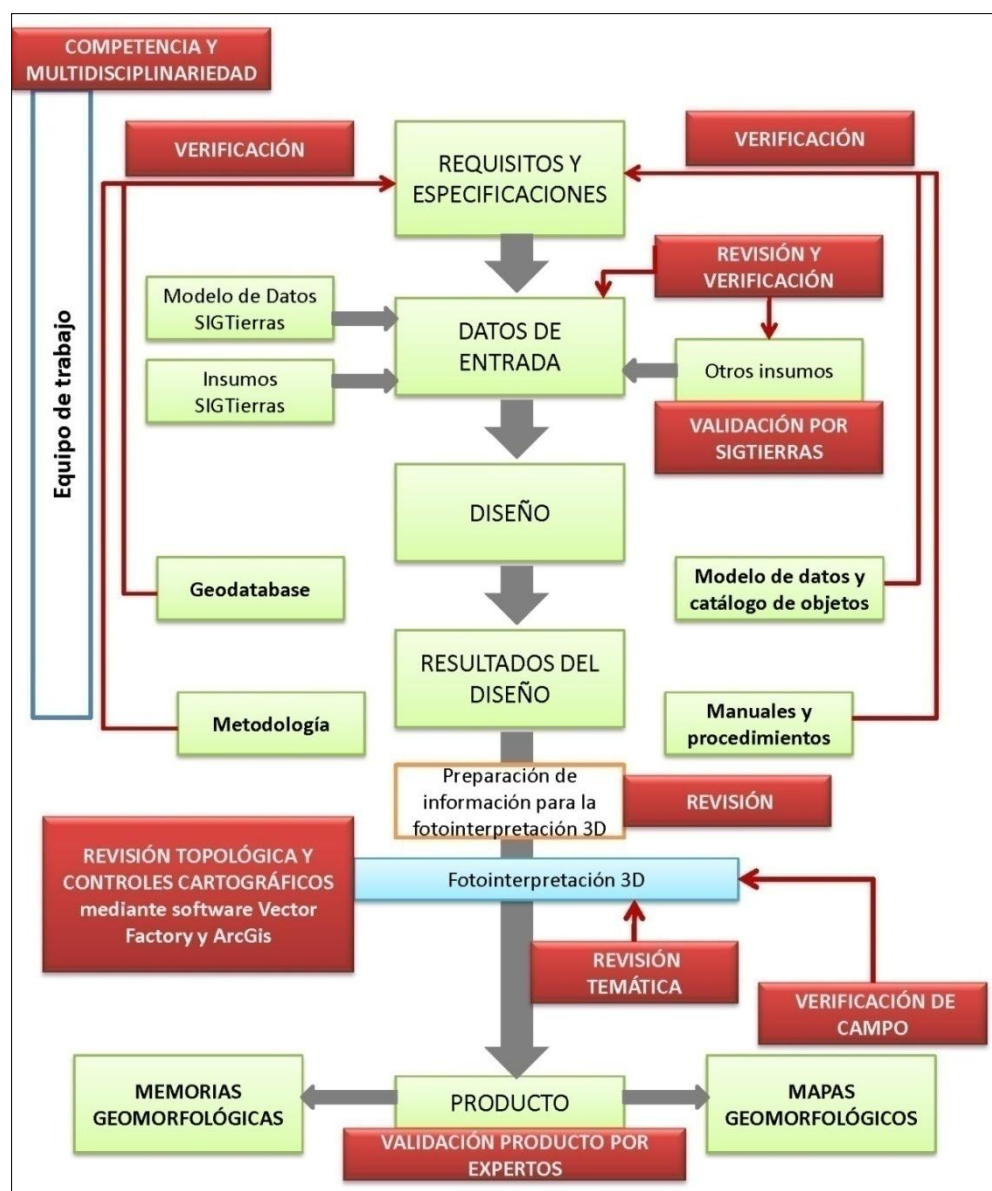 COMPETENCIA Y
MULTIDISCIPLINARIEDAD
VERIFICACIÓN
REQUISITOS Y
ESPECIFICACIONES
VERIFICACIÓN
REVISIÓN Y
VERIFICACIÓN
Modelo de Datos
SIGTierras
DATOS DE
ENTRADA
Insumos
SIGTierras
Otros insumos
VALIDACIÓN POR
SIGTIERRAS
Equipo de trabajo
DISEÑO
Geodatabase
Modelo de datos y
catálogo de objetos
RESULTADOS DEL
DISEÑO
Metodología
Manuales y
procedimientos
Preparación de
información para la
fotointerpretación 3D
REVISIÓN
REVISIÓN TOPOLÓGICA Y
CONTROLES CARTOGRÁFICOS
mediante software Vector
Factory y ArcGis
Fotointerpretación 3D
REVISIÓN
TEMÁTICA
VERIFICACIÓN DE
CAMPO
MEMORIAS
GEOMORFOLÓGICAS
PRODUCTO
MAPAS
GEOMORFOLÓGICOS
VALIDACIÓN PRODUCTO POR
EXPERTOS